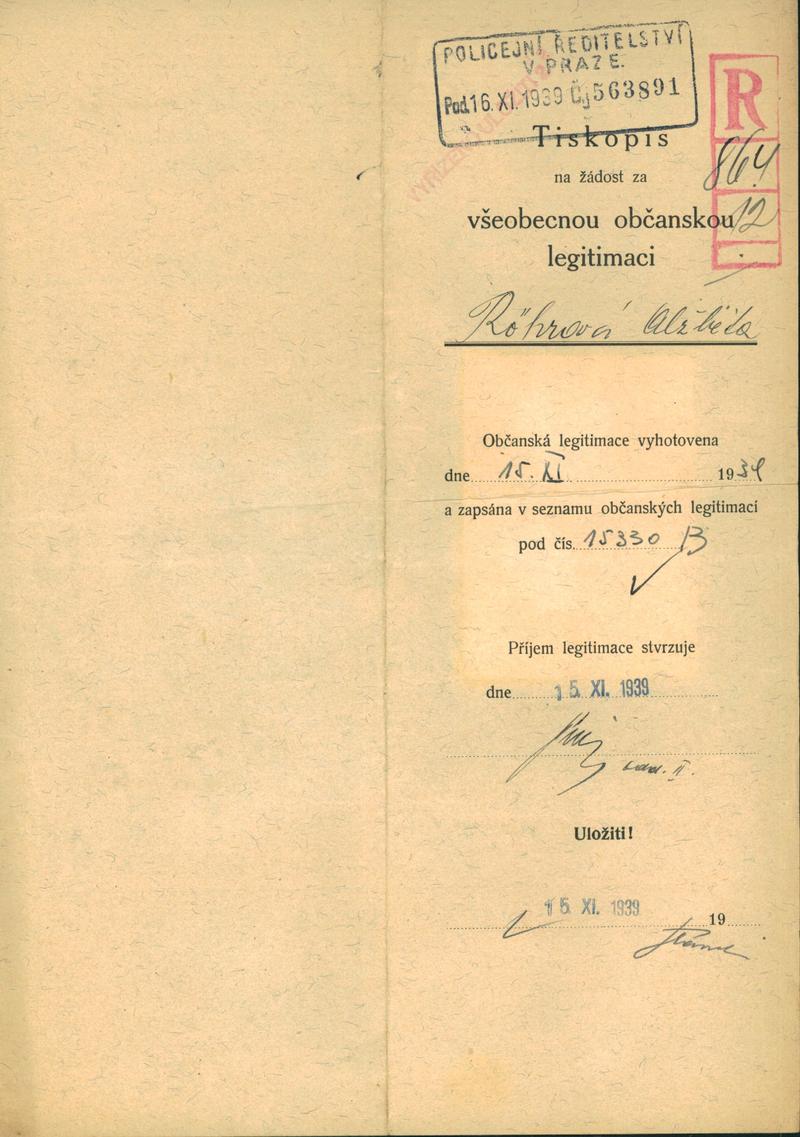 POLICEJNÍ ŘEDITELSTVÍ
V PRAZE.
Pod. 16. XI. 1939 Čj 563891
R
864
12
Tiskopis
na žádost za
všeobecnou občanskou
legitimaci
Röhrová Alžběta
Občanská legitimace vyhotovena
dne 15. XI. 1939
a zapsána v seznamu občanských legitimací
pod čís. 15330 B
Příjem legitimace stvrzuje
dne 15. XI. 1939
Uložiti!
15. XI. 1939
19